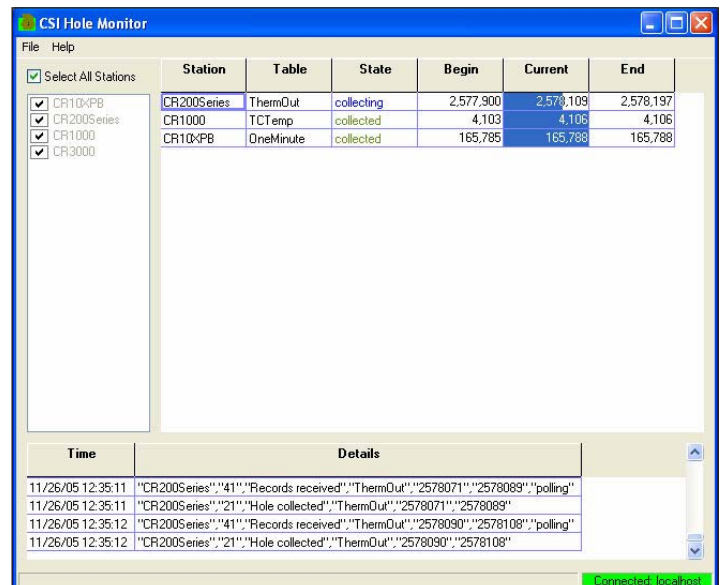 CSI Hole Monitor
File Help
Select All Stations
CR10XPB
CR200Series
CR1000
CR3000
Station Table State Begin Current End
CR200Series ThermOut collecting 2,577,900 2,578,109 2,578,197
CR1000 TCTemp collected 4,103 4,106 4,106
CR10XPB OneMinute collected 165,785 165,788 165,788
Time Details
11/26/05 12:35:11 "CR200Series","41","Records received","ThermOut","2578071","2578089","polling"
11/26/05 12:35:11 "CR200Series","21","Hole collected","ThermOut","2578071","2578089"
11/26/05 12:35:12 "CR200Series","41","Records received","ThermOut","2578090","2578108","polling"
11/26/05 12:35:12 "CR200Series","21","Hole collected","ThermOut","2578090","2578108"
Connected: localhost